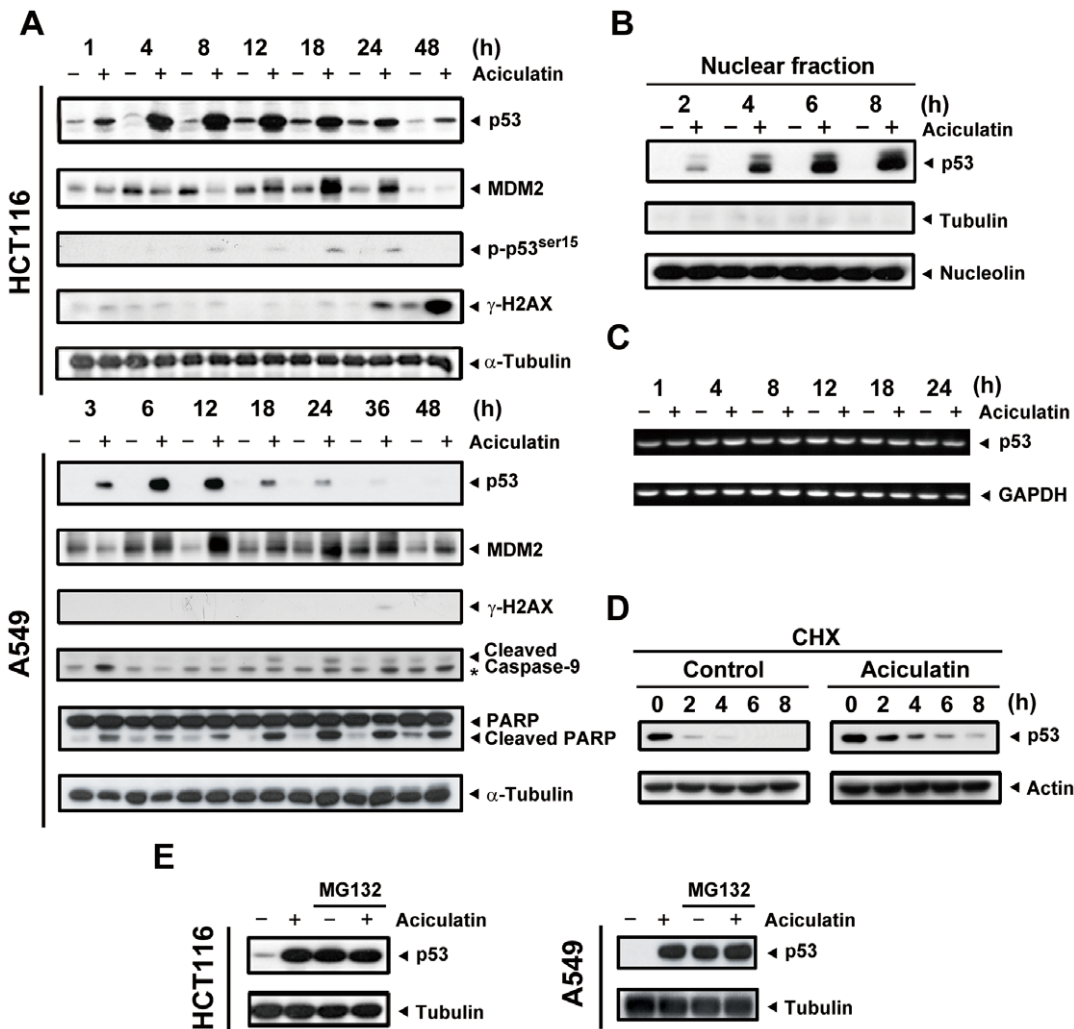 A
1 4 8 12 18 24 48 (h)
− + − + − + − + − + − + − + Aciculatin
HCT116
p53
MDM2
p-p53ser15
γ-H2AX
α-Tubulin
3 6 12 18 24 36 48 (h)
− + − + − + − + − + − + − + Aciculatin
A549
p53
MDM2
γ-H2AX
Cleaved
* Caspase-9
PARP
Cleaved PARP
α-Tubulin
B
Nuclear fraction
2 4 6 8 (h)
− + − + − + − + Aciculatin
p53
Tubulin
Nucleolin
C
1 4 8 12 18 24 (h)
− + − + − + − + − + − + Aciculatin
p53
GAPDH
D
CHX
Control Aciculatin
0 2 4 6 8 0 2 4 6 8 (h)
p53
Actin
E
MG132
− + − + Aciculatin
HCT116
p53
Tubulin
MG132
− + − + Aciculatin
A549
p53
Tubulin